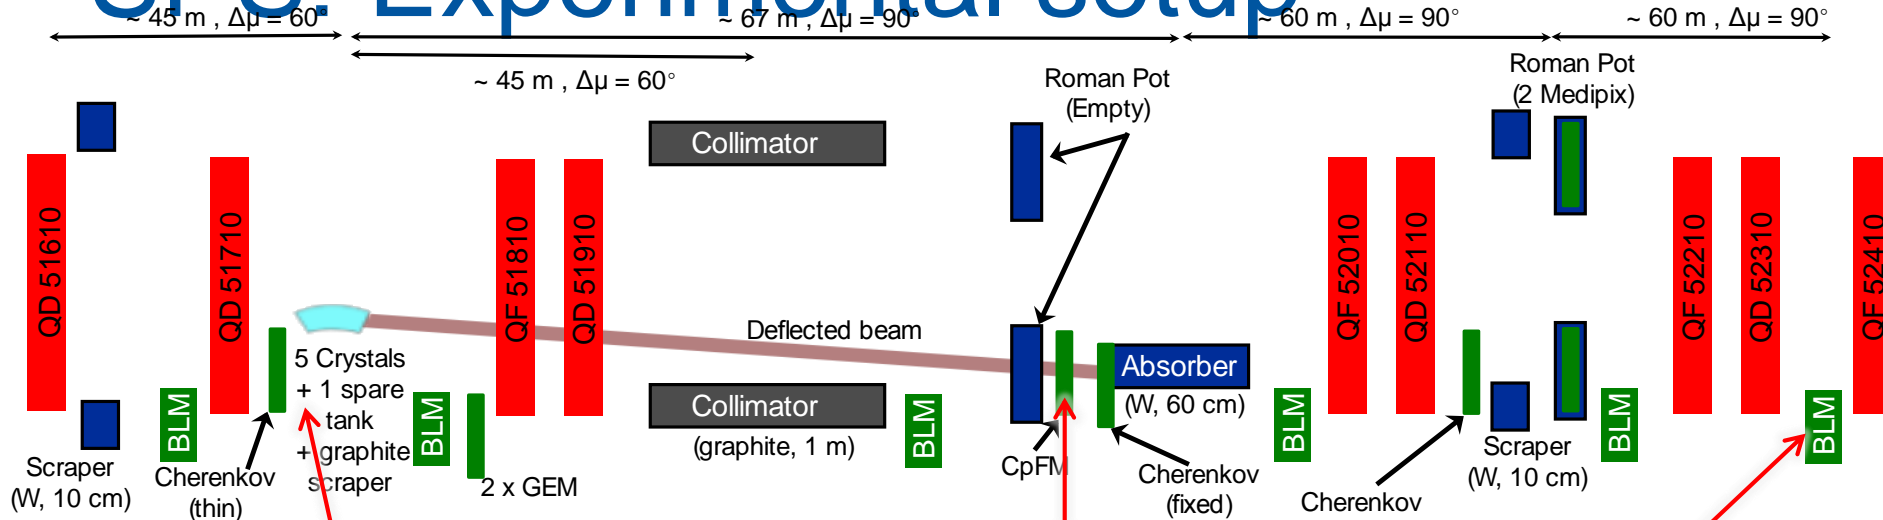 SPS: Experimental setup
~ 45 m , Δμ = 60°
~ 67 m , Δμ = 90°
~ 60 m , Δμ = 90°
~ 60 m , Δμ = 90°
~ 45 m , Δμ = 60°
Roman Pot
(Empty)
Roman Pot
(2 Medipix)
Collimator
QD 51610
QD 51710
QF 51810
QD 51910
QF 52010
QD 52110
QF 52210
QD 52310
QF 52410
Deflected beam
5 Crystals
+ 1 spare
tank
+ graphite
scraper
Absorber
(W, 60 cm)
Collimator
(graphite, 1 m)
BLM
BLM
BLM
BLM
BLM
BLM
Scraper
(W, 10 cm)
Cherenkov
(thin)
2 x GEM
CpFM
Cherenkov
(fixed)
Cherenkov
Scraper
(W, 10 cm)